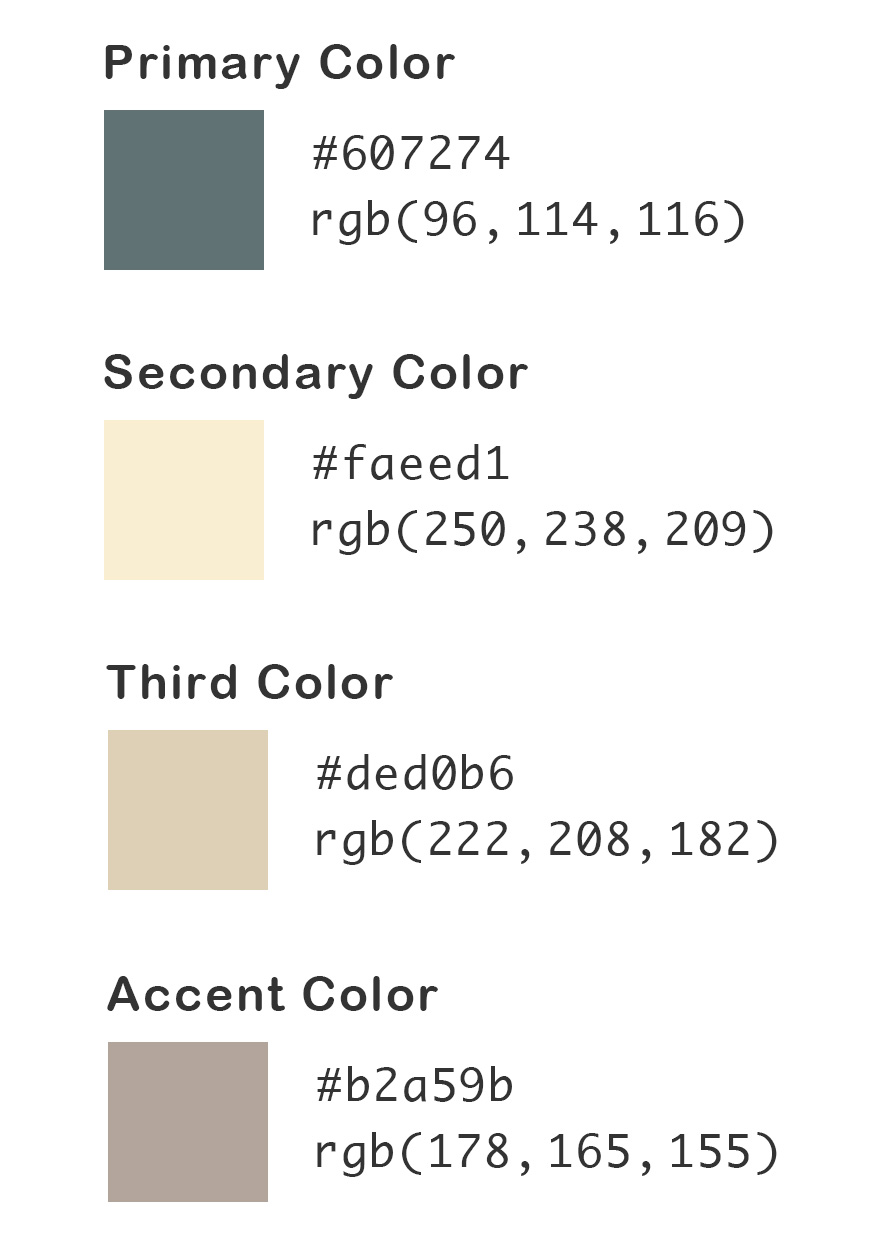 Primary Color
#607274
rgb(96,114,116)
Secondary Color
#faeed1
rgb(250,238,209)
Third Color
#ded0b6
rgb(222,208,182)
Accent Color
#b2a59b
rgb(178,165,155)